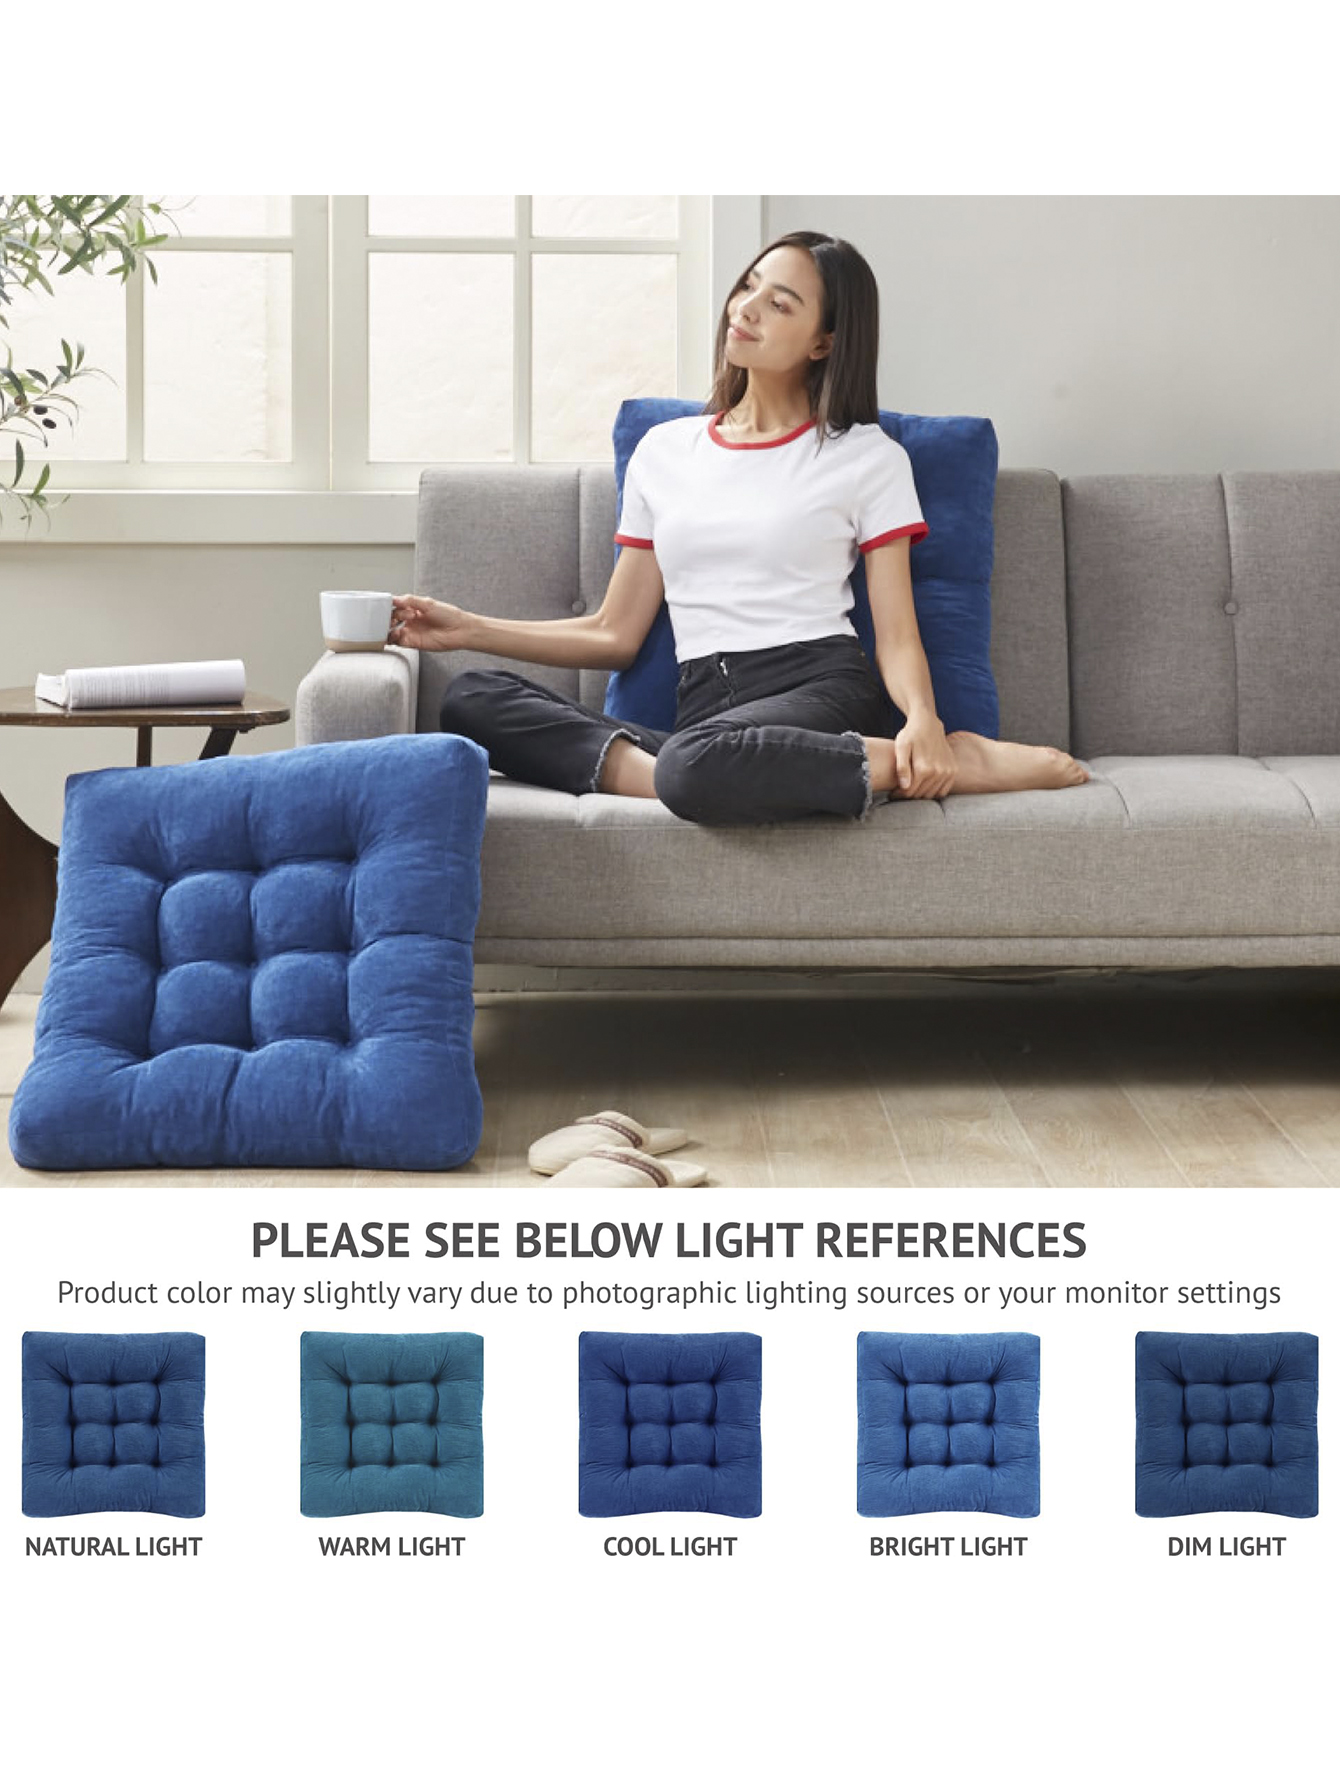 PLEASE SEE BELOW LIGHT REFERENCES
Product color may slightly vary due to photographic lighting sources or your monitor settings
NATURAL LIGHT
WARM LIGHT
COOL LIGHT
BRIGHT LIGHT
DIM LIGHT